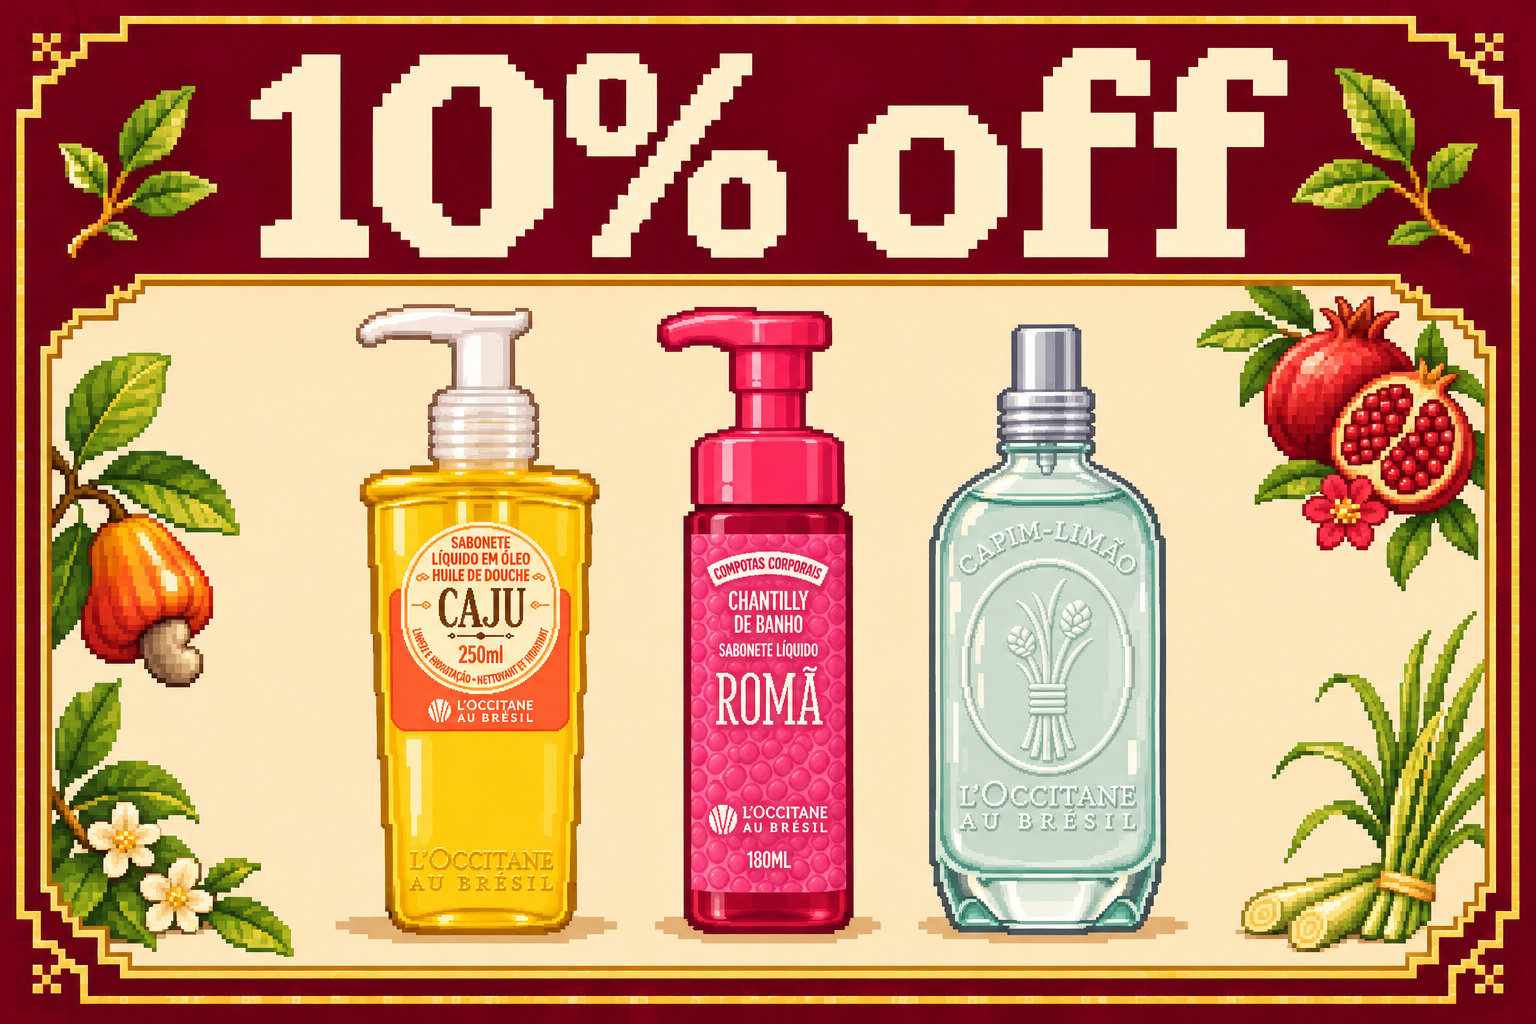 10% off
SABONETE
LÍQUIDO EM ÓLEO
HUILE DE DOUCHE
CAJU
250ml
LIMPEZA E HIDRATAÇÃO • NETTOYANT ET HYDRATANT
L'OCCITANE
AU BRÉSIL
L'OCCITANE
AU BRÉSIL
COMPOTAS CORPORAIS
CHANTILLY
DE BANHO
SABONETE LÍQUIDO
ROMÃ
L'OCCITANE
AU BRÉSIL
180ML
CAPIM-LIMÃO
L'OCCITANE
AU BRÉSIL